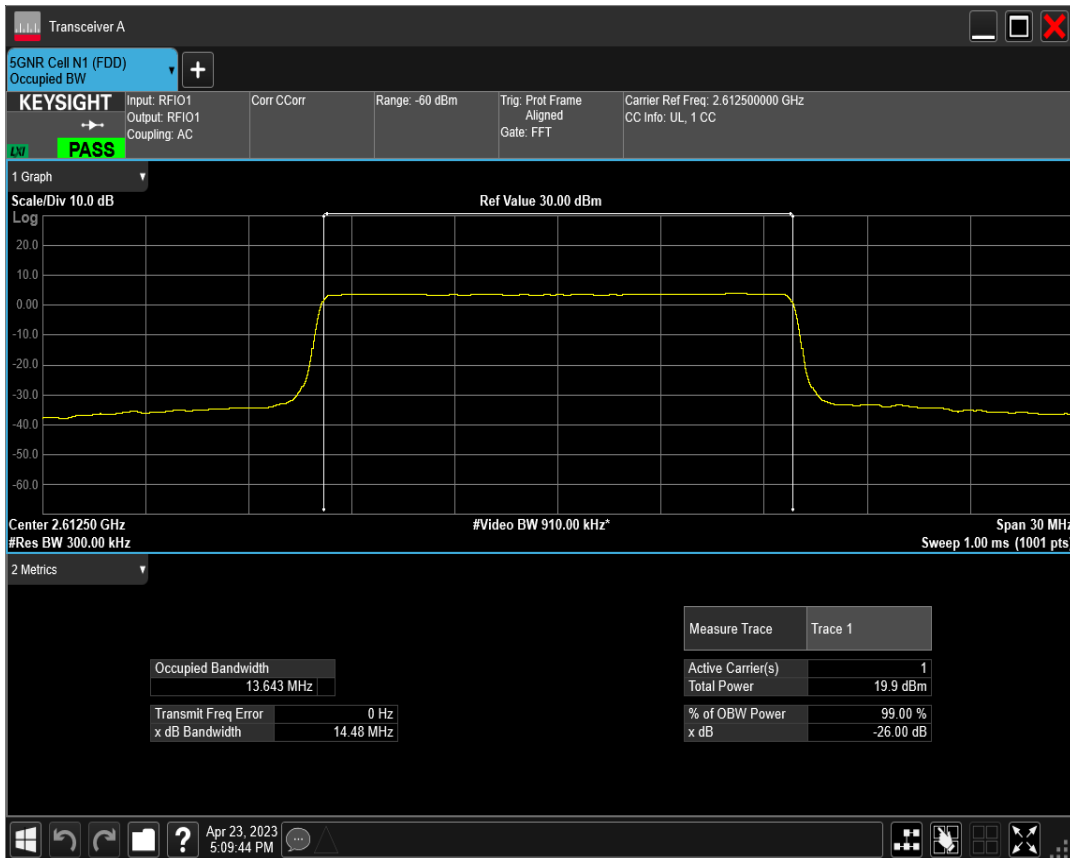 Transceiver A
5GNR Cell N1 (FDD)
Occupied BW
+
KEYSIGHT
LXI
PASS
Input: RFIO1
Output: RFIO1
Coupling: AC
Corr CCorr
Range: -60 dBm
Trig: Prot Frame
Aligned
Gate: FFT
Carrier Ref Freq: 2.612500000 GHz
CC Info: UL, 1 CC
1 Graph
Scale/Div 10.0 dB
Ref Value 30.00 dBm
Log
20.0
10.0
0.00
-10.0
-20.0
-30.0
-40.0
-50.0
-60.0
Center 2.61250 GHz
#Video BW 910.00 kHz*
Span 30 MHz
#Res BW 300.00 kHz
Sweep 1.00 ms (1001 pts)
2 Metrics
Measure Trace Trace 1
Occupied Bandwidth
13.643 MHz
Active Carrier(s) 1
Total Power 19.9 dBm
Transmit Freq Error 0 Hz
x dB Bandwidth 14.48 MHz
% of OBW Power 99.00 %
x dB -26.00 dB
?
Apr 23, 2023
5:09:44 PM